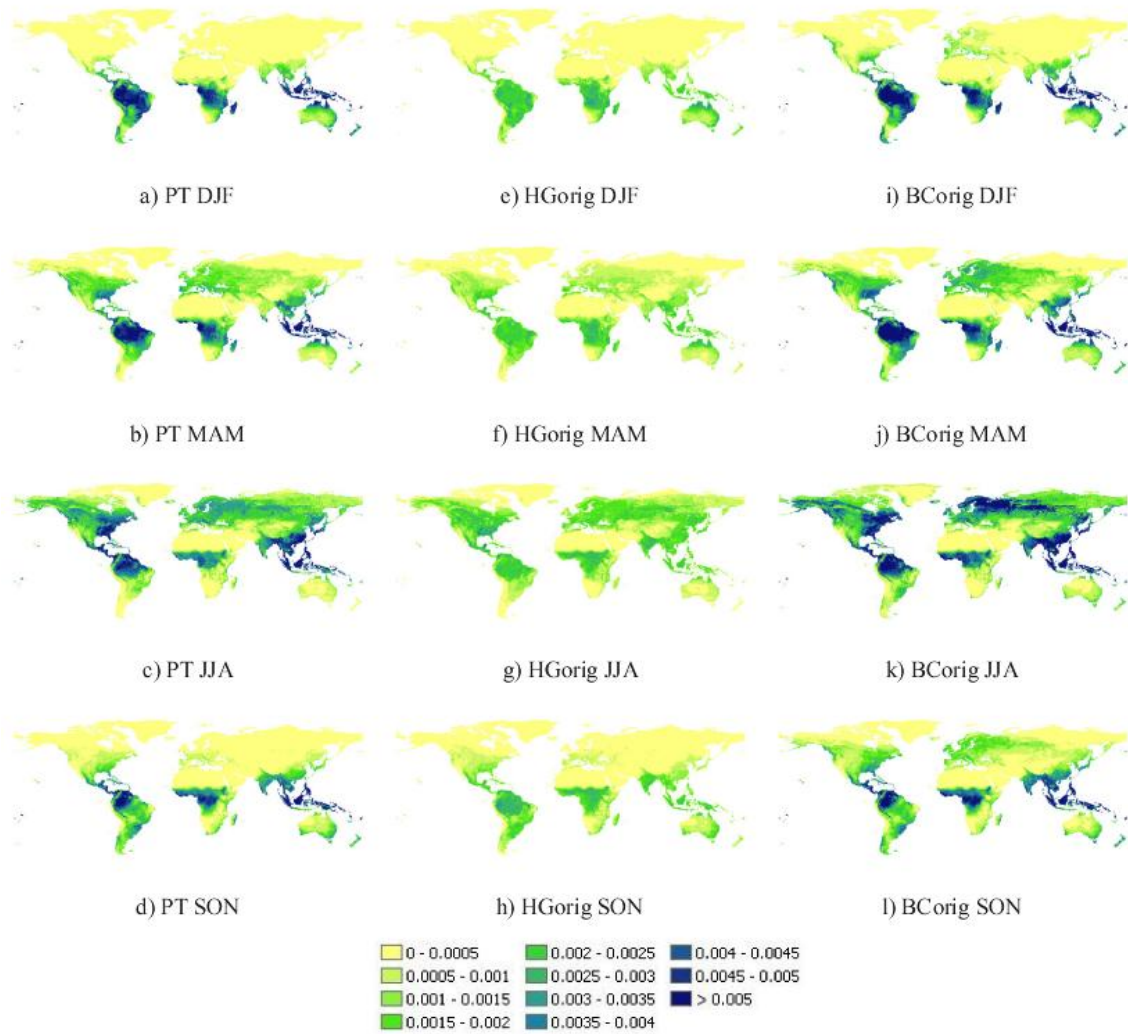 a) PT DJF
e) HGorig DJF
i) BCorig DJF
b) PT MAM
f) HGorig MAM
j) BCorig MAM
c) PT JJA
g) HGorig JJA
k) BCorig JJA
d) PT SON
h) HGorig SON
l) BCorig SON
0 - 0.0005
0.0005 - 0.001
0.001 - 0.0015
0.0015 - 0.002
0.002 - 0.0025
0.0025 - 0.003
0.003 - 0.0035
0.0035 - 0.004
0.004 - 0.0045
0.0045 - 0.005
> 0.005